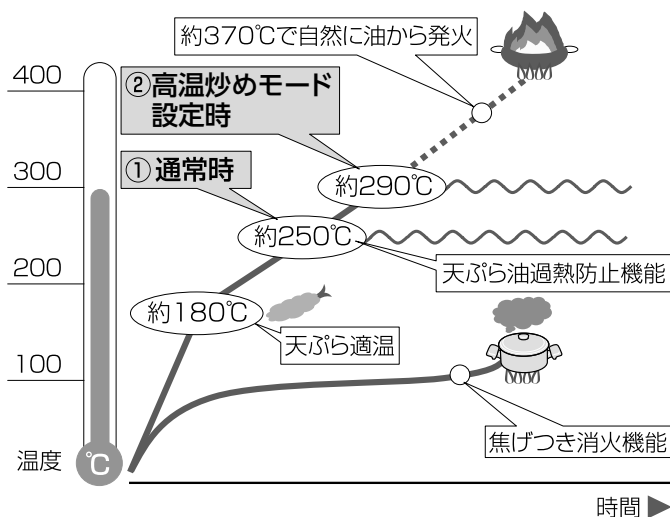 約370℃で自然に油から発火
400
②高温炒めモード
設定時
①通常時
300
約290℃
約250℃
200
天ぷら油過熱防止機能
約180℃
天ぷら適温
100
焦げつき消火機能
温度
℃
時間